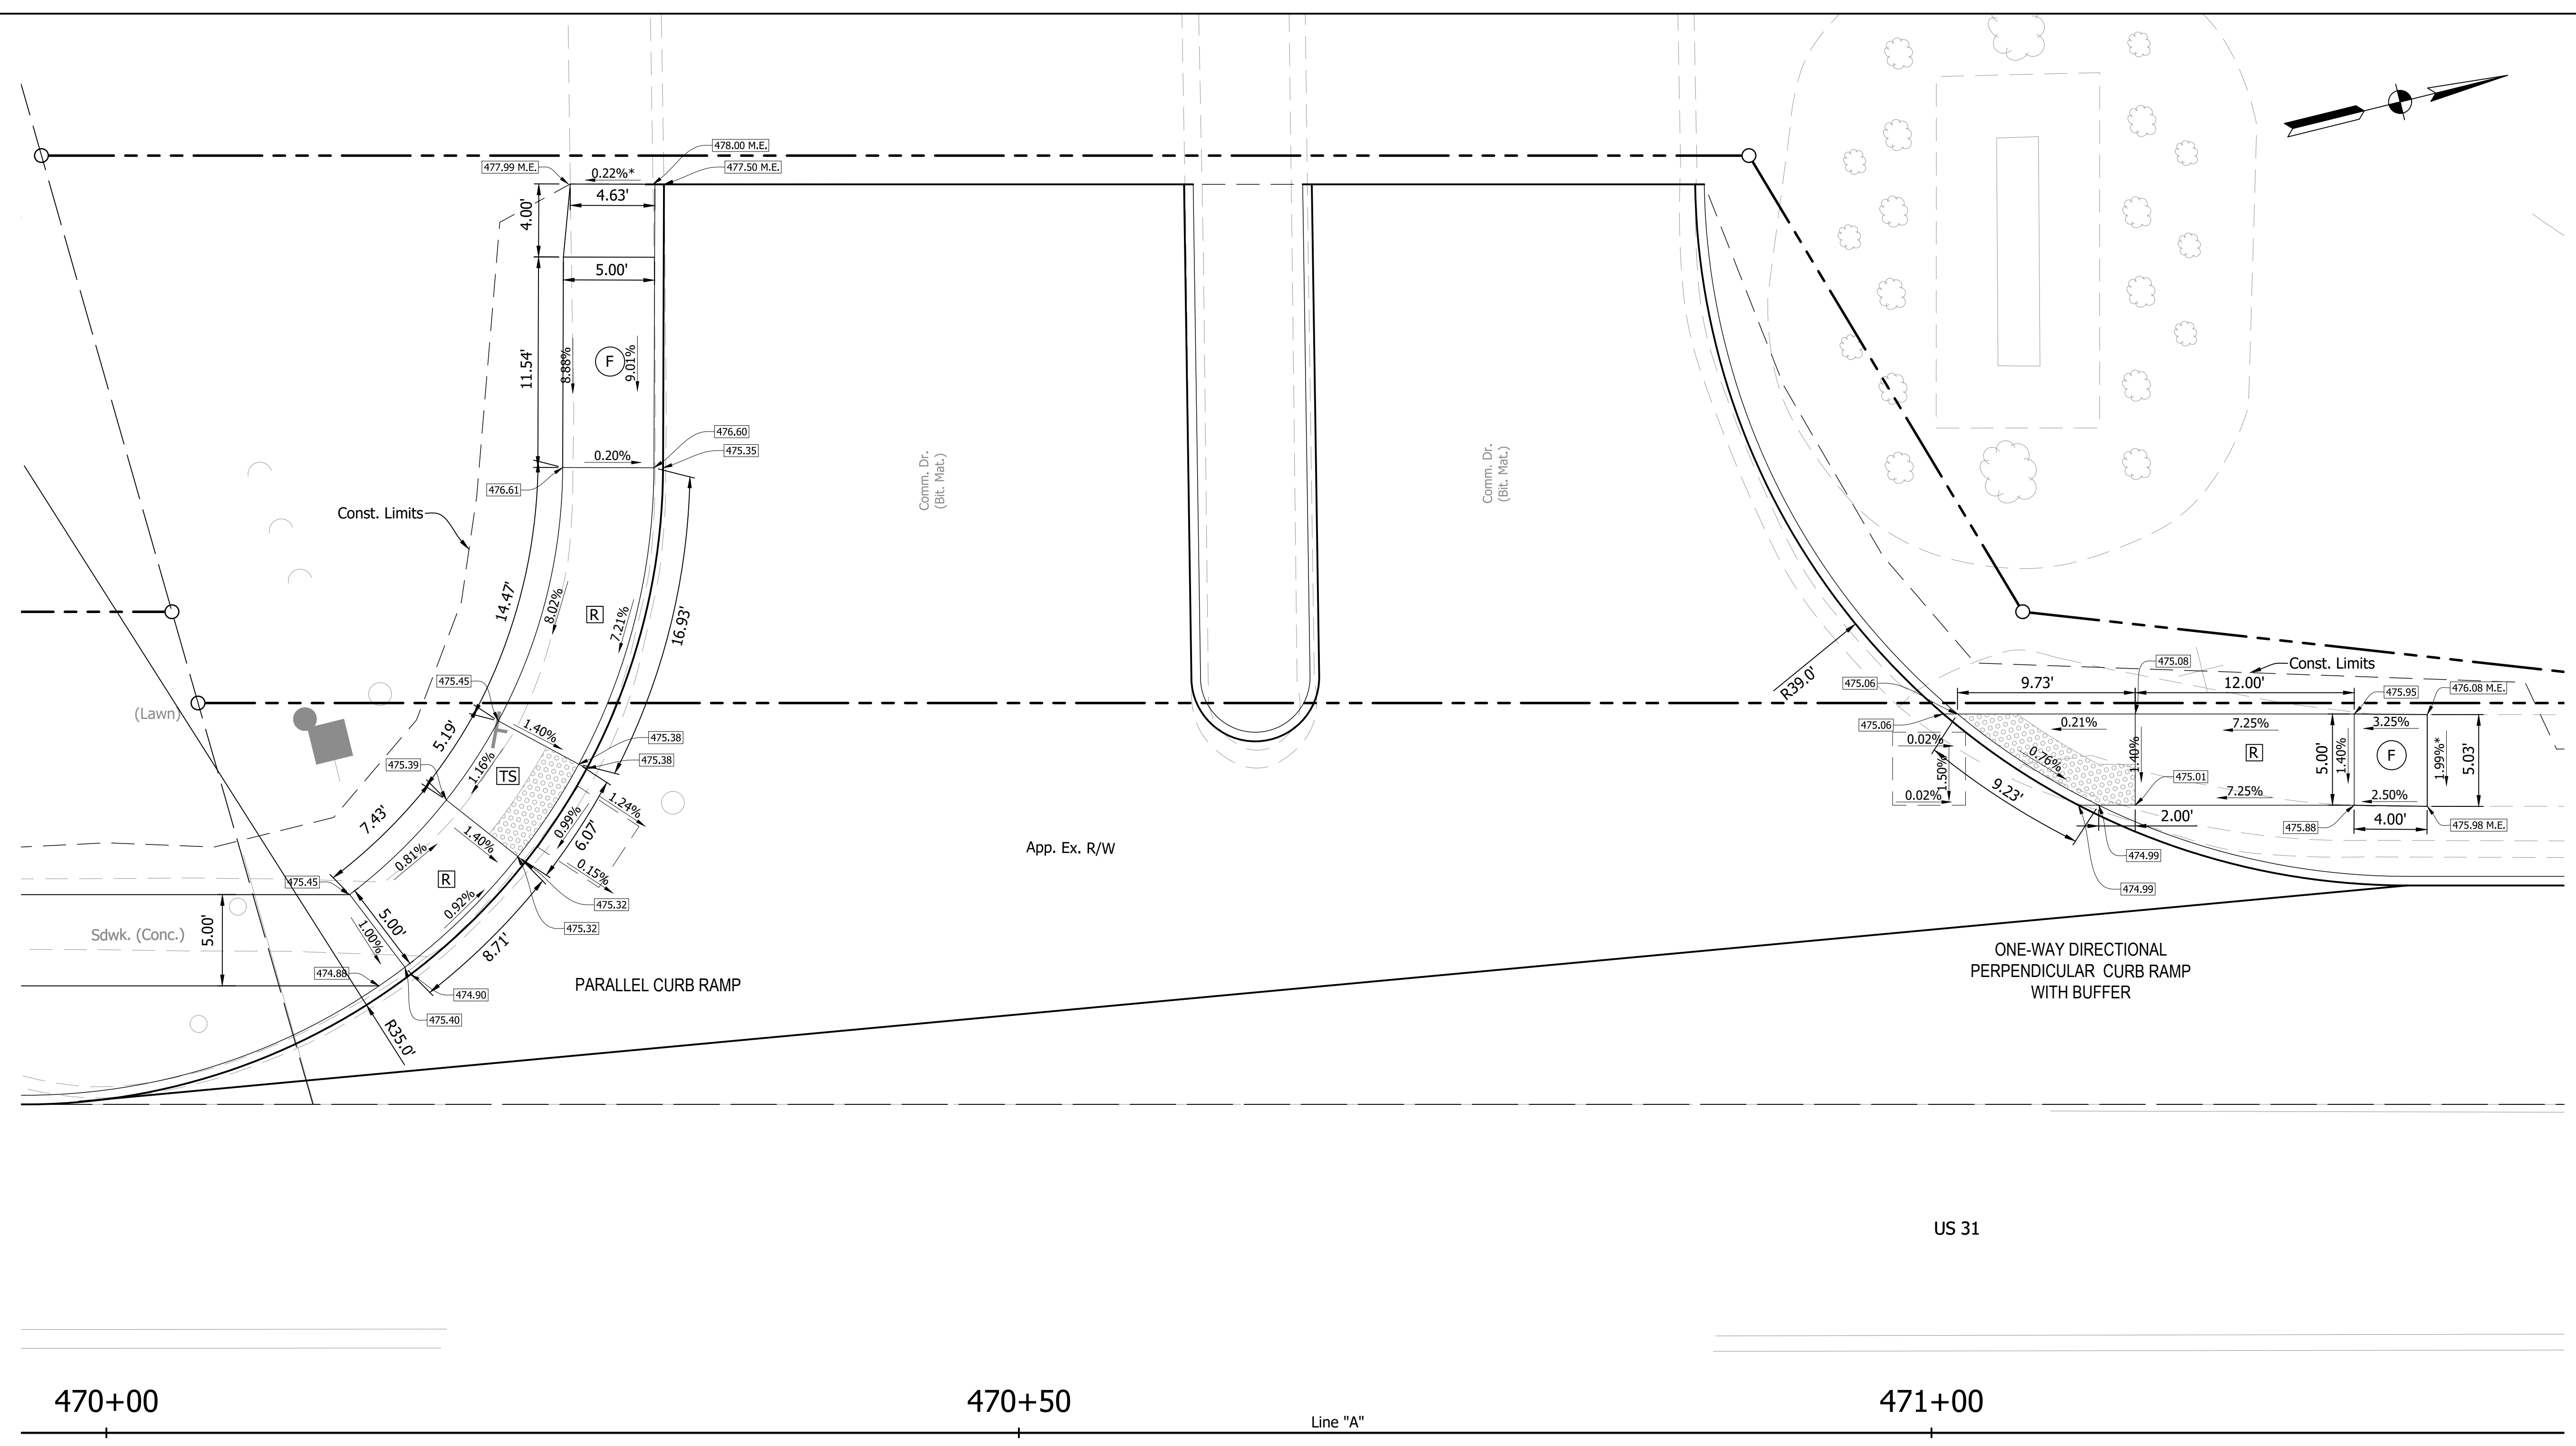 478.00 M.E.
477.99 M.E.
477.50 M.E.
0.22%*
4.63'
4.00'
5.00'
11.54'
8.88%
F
9.01%
476.60
475.35
0.20%
476.61
Const. Limits
14.47'
8.02%
R
7.21%
16.93'
Comm. Dr.
(Bit. Mat.)
Comm. Dr.
(Bit. Mat.)
475.45
(Lawn)
5.19'
1.40%
475.38
475.38
475.39
1.16%
TS
1.24%
0.99%
6.07'
7.43'
1.40%
0.81%
0.15%
475.45
R
475.32
475.32
5.00'
0.92%
5.00'
1.00%
Sdwk. (Conc.)
474.88
8.71'
474.90
475.40
R35.0'
PARALLEL CURB RAMP
App. Ex. R/W
R39.0'
475.06
475.06
9.73'
475.08
12.00'
Const. Limits
475.95
476.08 M.E.
0.21%
7.25%
3.25%
0.02%
0.76%
1.40%
R
5.00'
1.40%
F
1.99%*
5.03'
1.50%
0.02%
475.01
7.25%
2.50%
9.23'
2.00'
475.88
4.00'
475.98 M.E.
474.99
474.99
ONE-WAY DIRECTIONAL
PERPENDICULAR CURB RAMP
WITH BUFFER
US 31
470+00
470+50
471+00
Line "A"